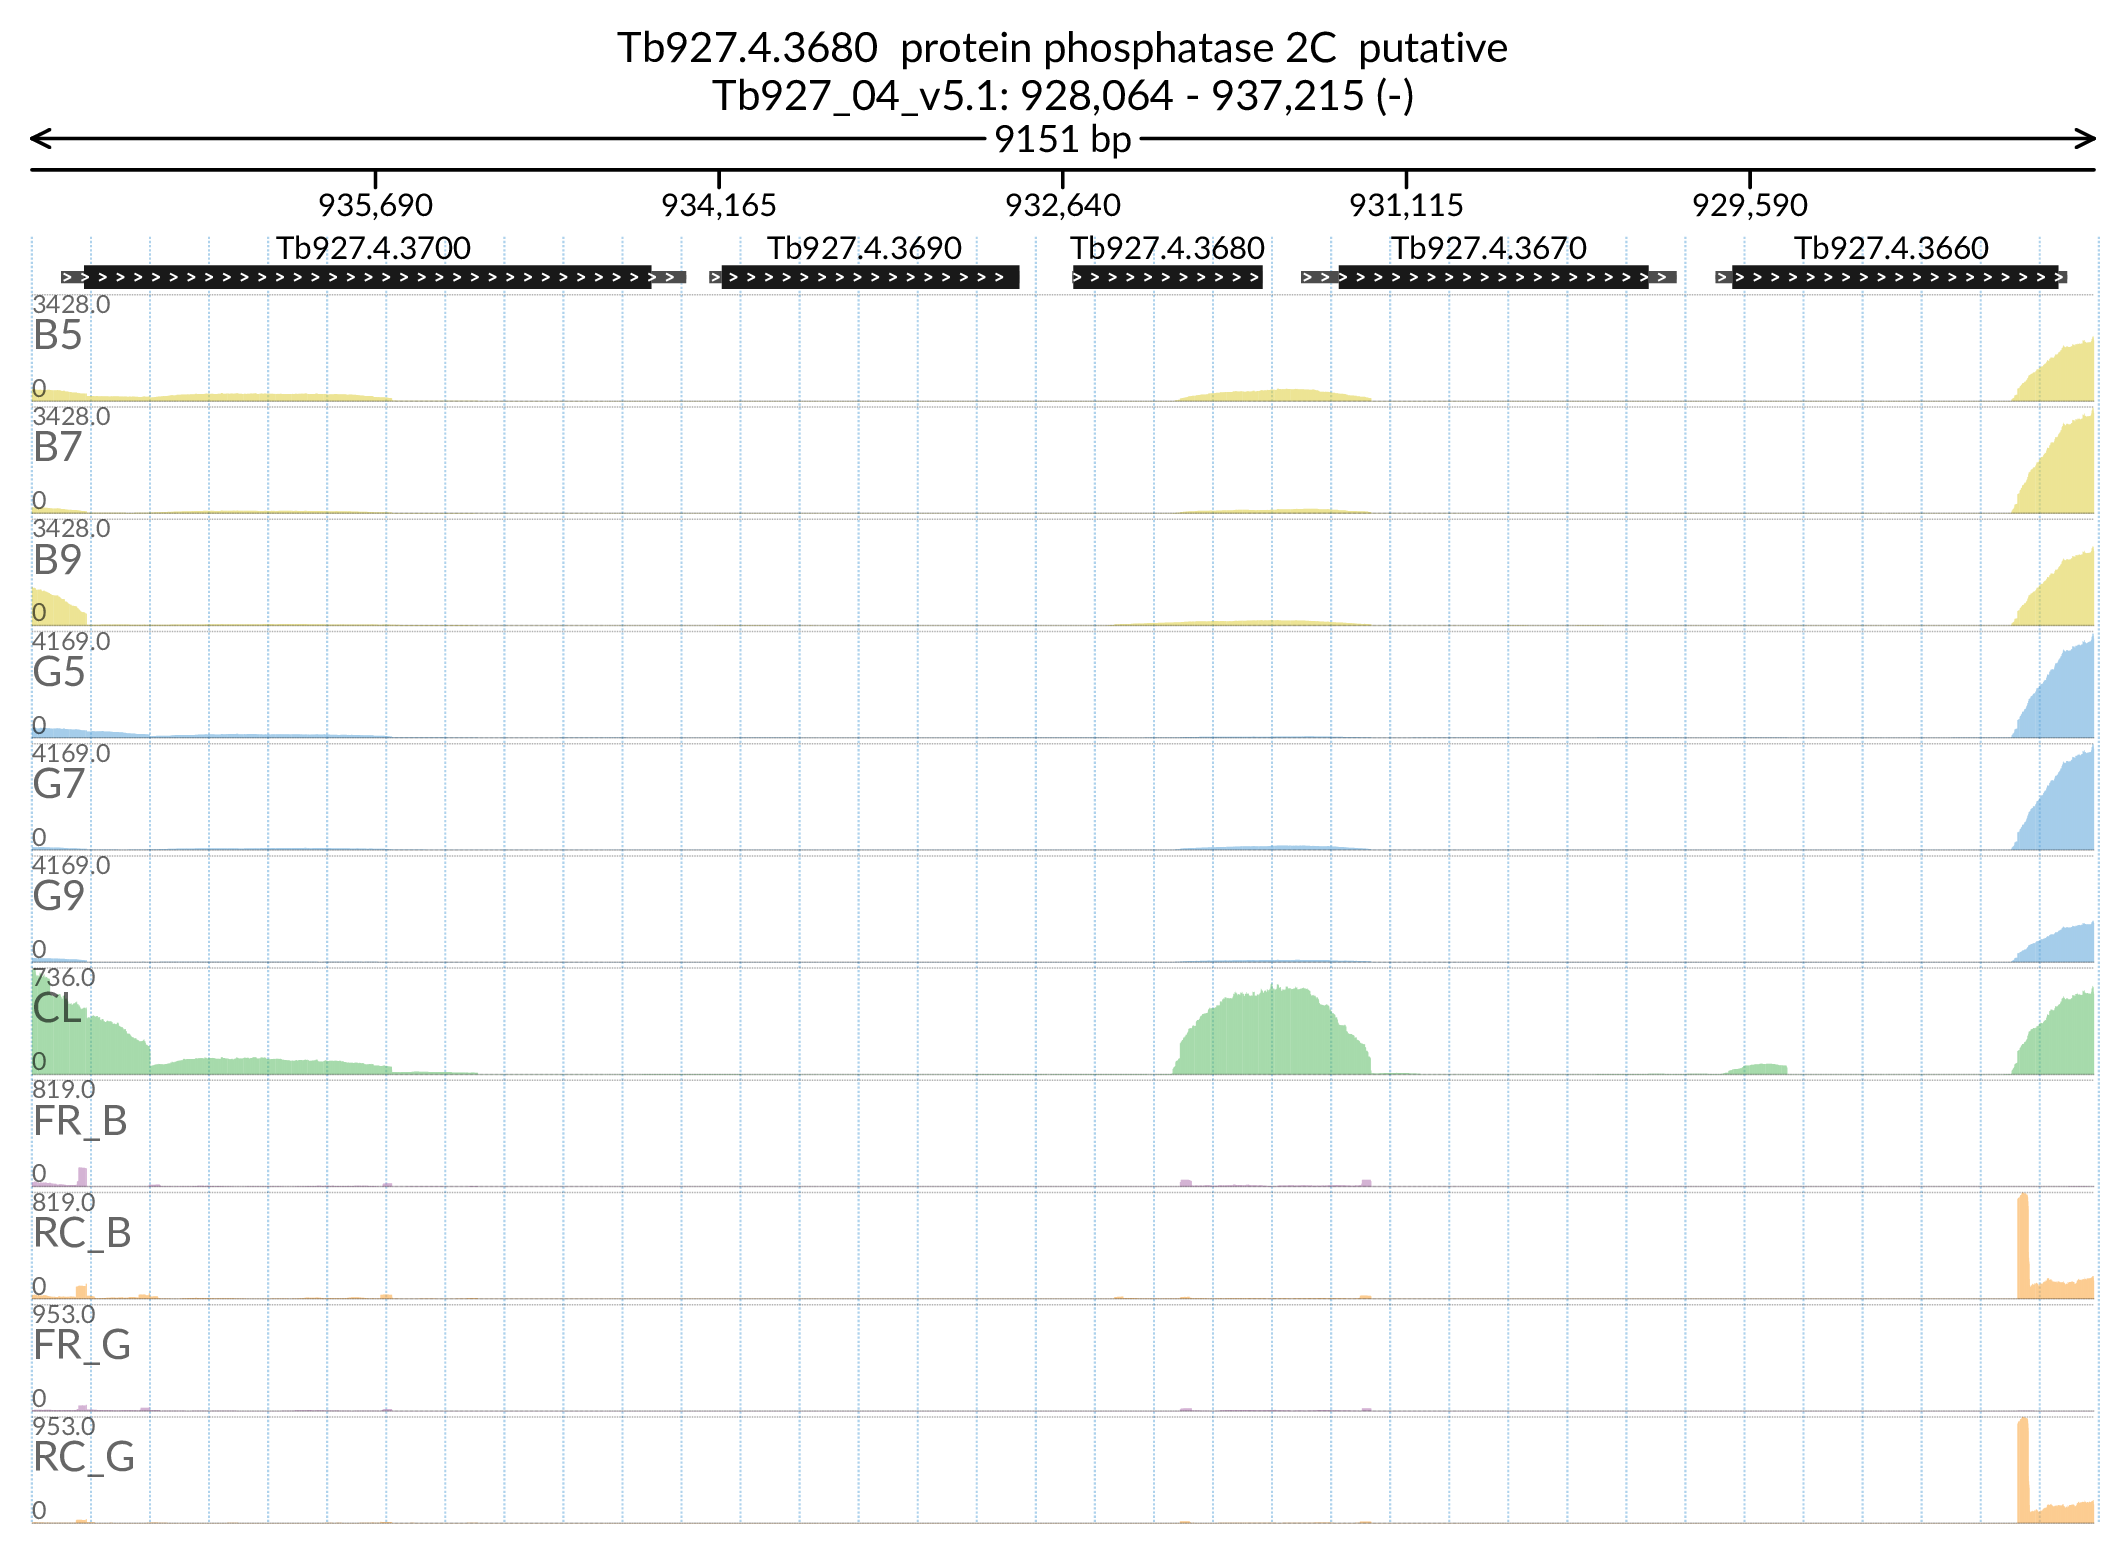 Tb927.4.3680 protein phosphatase 2C putative
Tb927_04_v5.1: 928,064 - 937,215 (-)
9151 bp
935,690 934,165 932,640 931,115 929,590
Tb927.4.3700 Tb927.4.3690 Tb927.4.3680 Tb927.4.3670 Tb927.4.3660
3428.0
B5
0
3428.0
B7
0
3428.0
B9
0
4169.0
G5
0
4169.0
G7
0
4169.0
G9
0
736.0
CL
0
819.0
FR_B
0
819.0
RC_B
0
953.0
FR_G
0
953.0
RC_G
0